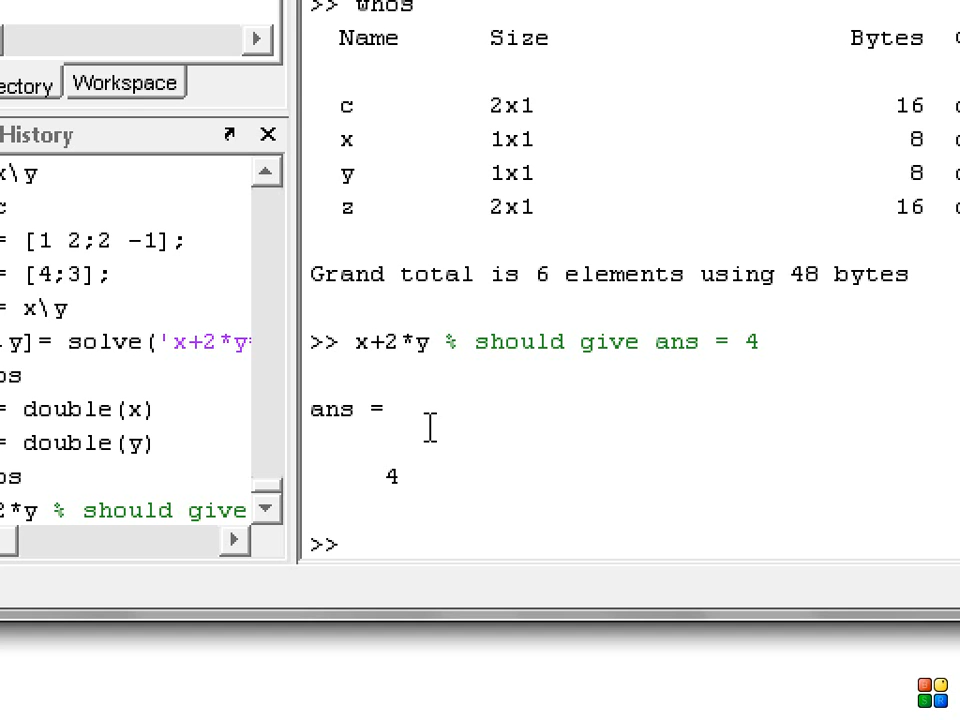 >> whos
Name Size Bytes
c 2x1 16
x 1x1 8
y 1x1 8
z 2x1 16
Grand total is 6 elements using 48 bytes
>> x+2*y % should give ans = 4
ans =
4
>>
ectory Workspace
History
x\y
c
= [1 2;2 -1];
= [4;3];
= x\y
y]= solve('x+2*y
os
= double(x)
= double(y)
os
2*y % should give